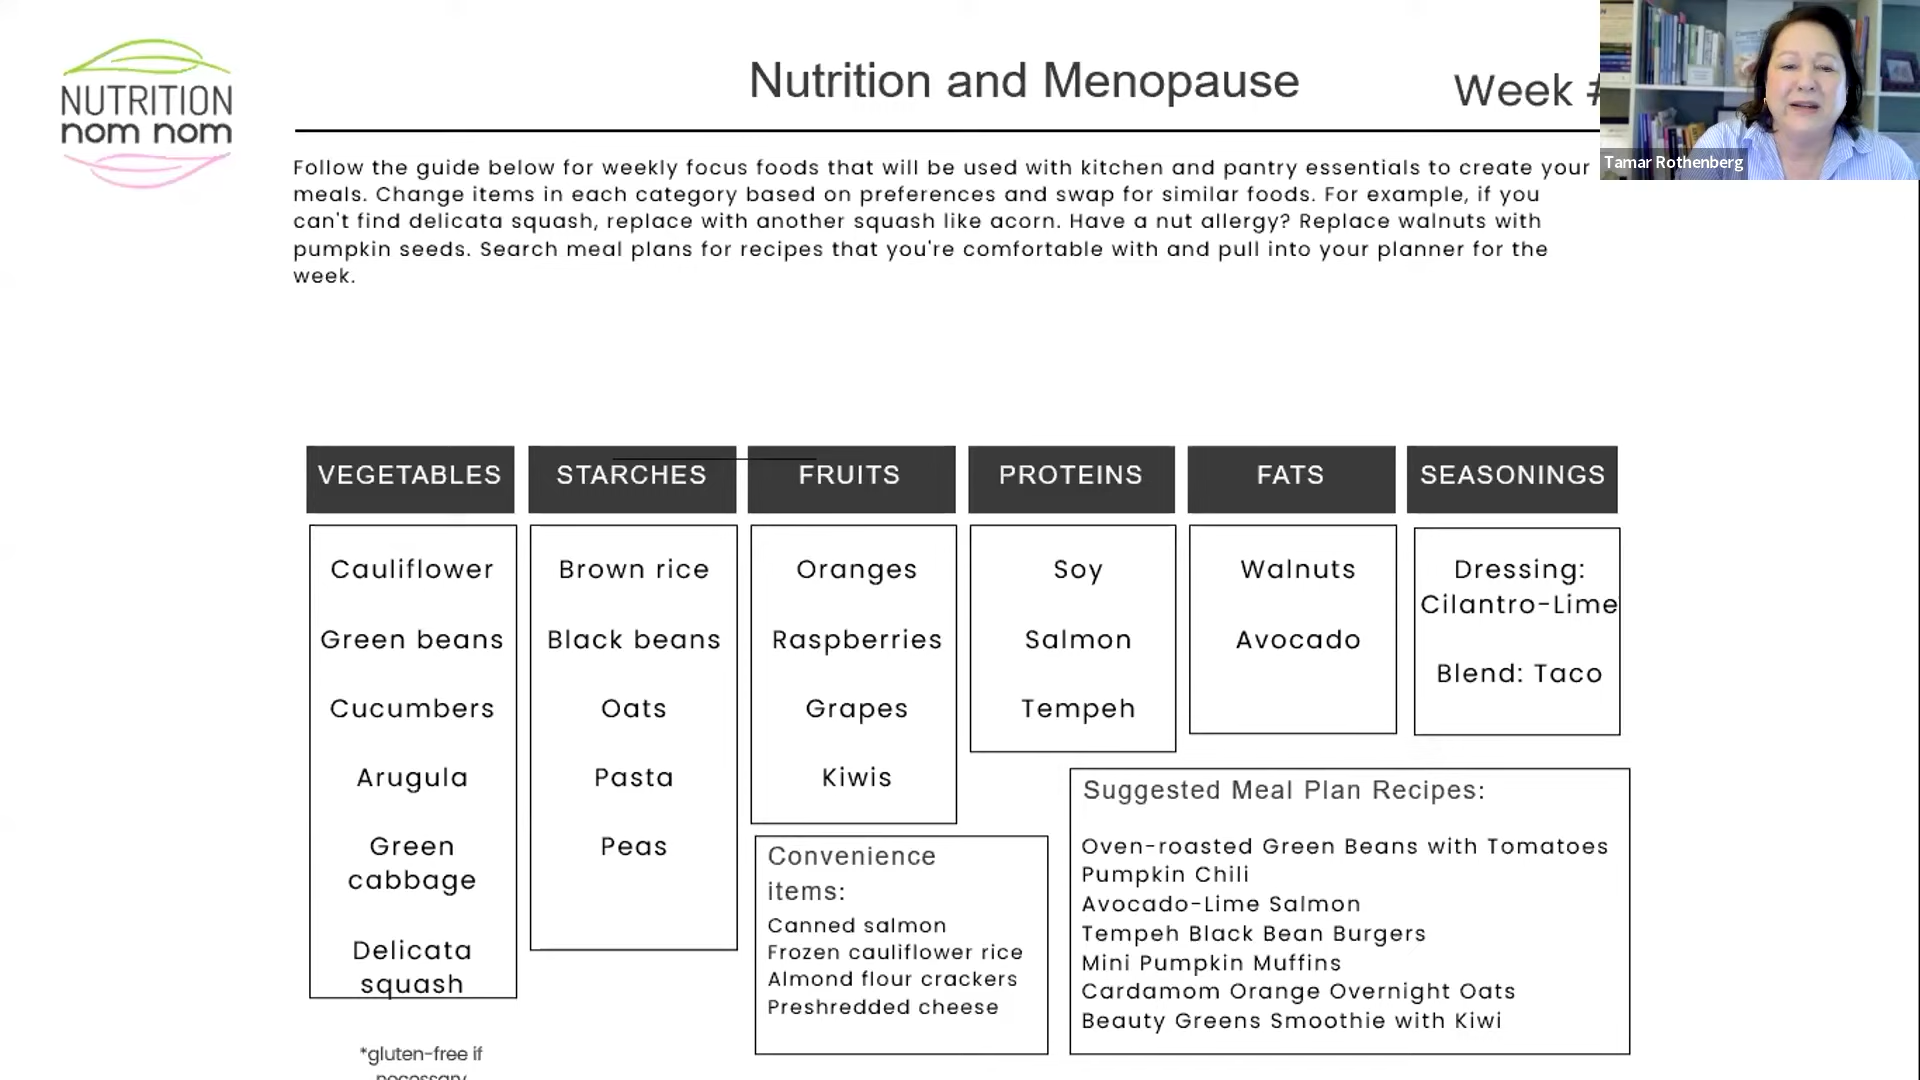 NUTRITION
nom nom
Nutrition and Menopause
Week
Tamar Rothenberg
Follow the guide below for weekly focus foods that will be used with kitchen and pantry essentials to create your
meals. Change items in each category based on preferences and swap for similar foods. For example, if you
can't find delicata squash, replace with another squash like acorn. Have a nut allergy? Replace walnuts with
pumpkin seeds. Search meal plans for recipes that you're comfortable with and pull into your planner for the
week.
VEGETABLES
Cauliflower
Green beans
Cucumbers
Arugula
Green
cabbage
Delicata
squash
*gluten-free if
necessary
STARCHES
Brown rice
Black beans
Oats
Pasta
Peas
FRUITS
Oranges
Raspberries
Grapes
Kiwis
PROTEINS
Soy
Salmon
Tempeh
FATS
Walnuts
Avocado
SEASONINGS
Dressing:
Cilantro-Lime
Blend: Taco
Convenience
items:
Canned salmon
Frozen cauliflower rice
Almond flour crackers
Preshredded cheese
Suggested Meal Plan Recipes:
Oven-roasted Green Beans with Tomatoes
Pumpkin Chili
Avocado-Lime Salmon
Tempeh Black Bean Burgers
Mini Pumpkin Muffins
Cardamom Orange Overnight Oats
Beauty Greens Smoothie with Kiwi